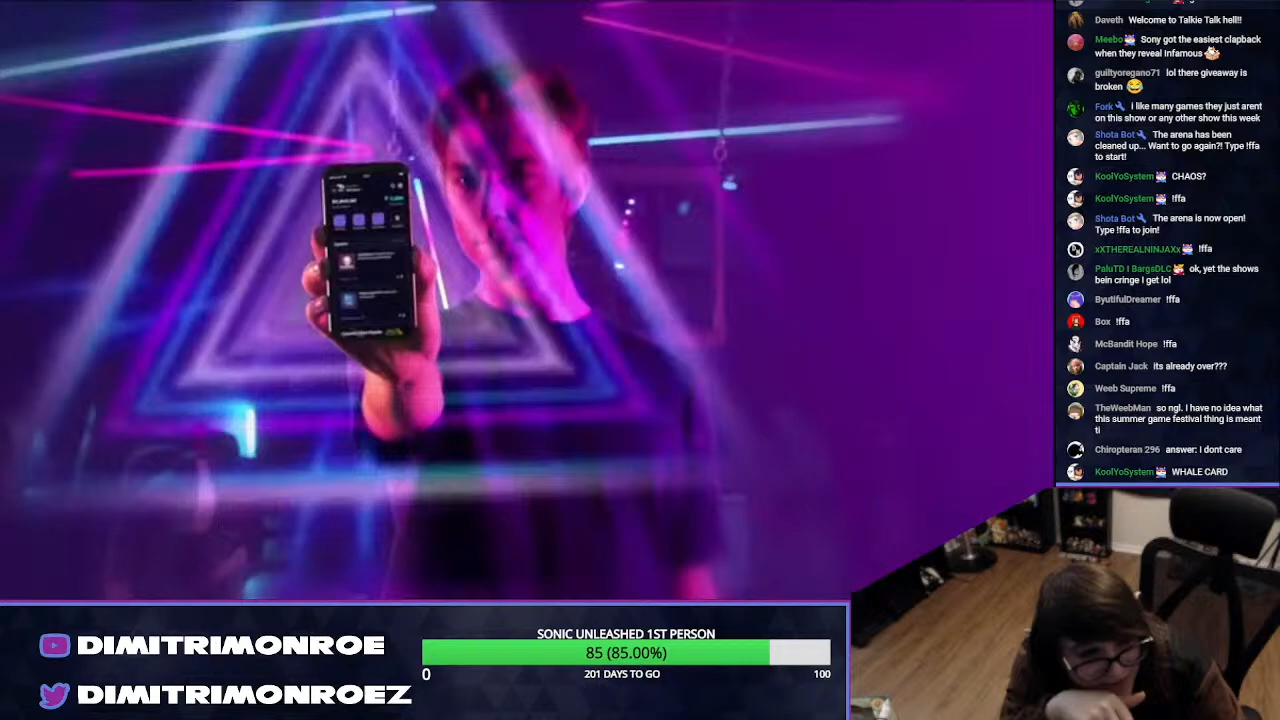 Daveth Welcome to Talkie Talk hell!!
Meebo Sony got the easiest clapback
when they reveal Infamous
guiltyoregano71 lol there giveaway is
broken
Fork i like many games they just arent
on this show or any other show this week
Shota Bot The arena has been
cleaned up... Want to go again?! Type !ffa
to start!
KoolYoSystem CHAOS?
KoolYoSystem !ffa
Shota Bot The arena is now open!
Type !ffa to join!
xXTHEREALNINJAXx !ffa
PaluTD I BargsDLC ok, yet the shows
bein cringe I get lol
ByutifulDreamer !ffa
Box !ffa
McBandit Hope !ffa
Captain Jack its already over???
Weeb Supreme !ffa
TheWeebMan so ngl. I have no idea what
this summer game festival thing is meant
ti
Chiropteran 296 answer: I dont care
KoolYoSystem WHALE CARD
DIMITRIMONROE
DIMITRIMONROEZ
SONIC UNLEASHED 1ST PERSON
85 (85.00%)
0 201 DAYS TO GO 100